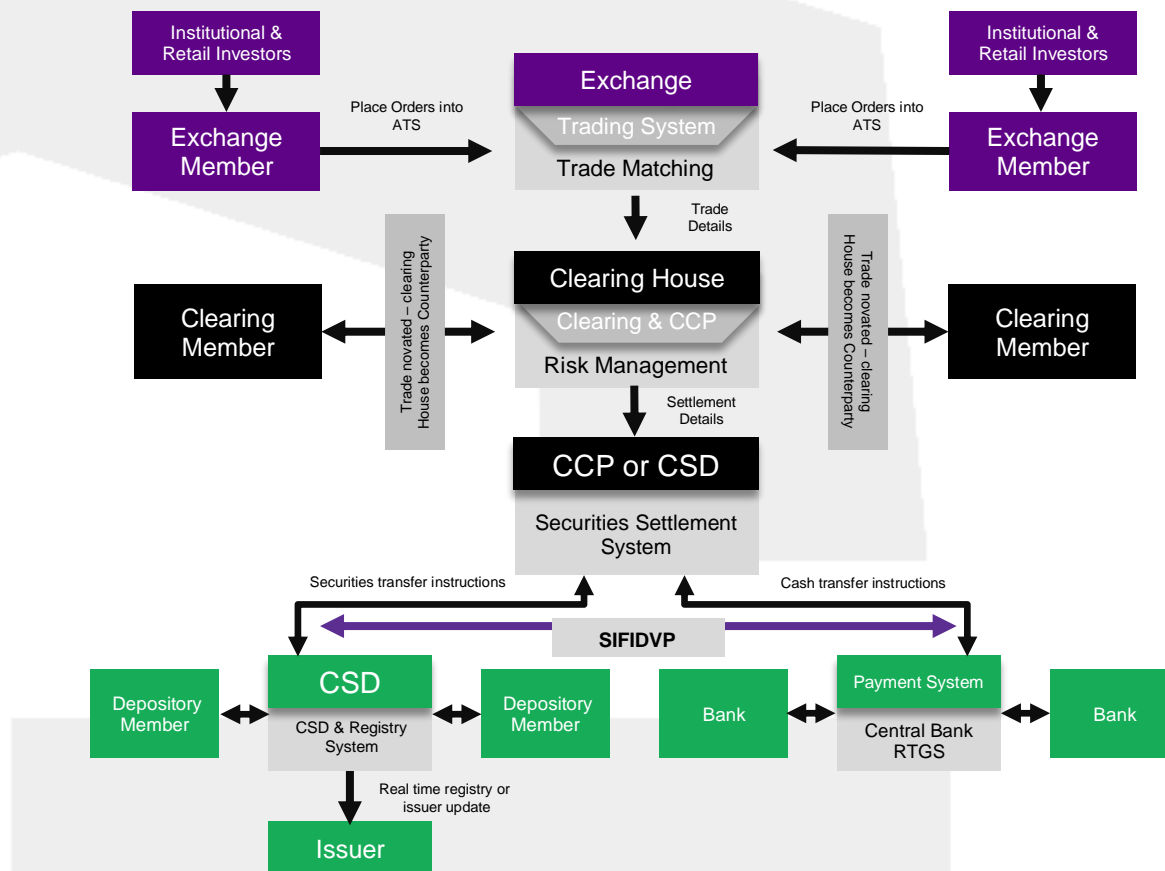 Institutional &
Retail Investors
Institutional &
Retail Investors
Exchange
Place Orders into
ATS
Place Orders into
ATS
Exchange
Member
Trading System
Exchange
Member
Trade Matching
Trade
Details
Trade novated – clearing
House becomes Counterparty
Trade novated – clearing
House becomes Counterparty
Clearing House
Clearing
Member
Clearing & CCP
Clearing
Member
Risk Management
Settlement
Details
CCP or CSD
Securities Settlement
System
Securities transfer instructions
Cash transfer instructions
SIFIDVP
CSD
Payment System
Depository
Member
CSD & Registry
System
Depository
Member
Bank
Central Bank
RTGS
Bank
Real time registry or
issuer update
Issuer